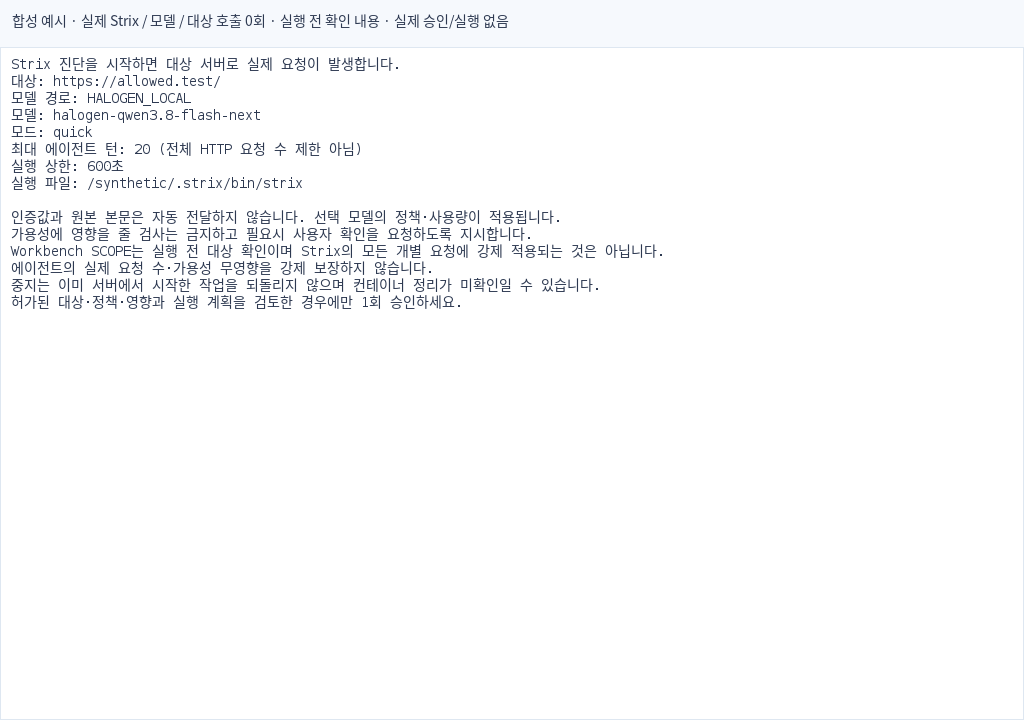 합성 예시 · 실제 Strix / 모델 / 대상 호출 0회 · 실행 전 확인 내용 · 실제 승인/실행 없음
Strix 진단을 시작하면 대상 서버로 실제 요청이 발생합니다.
대상: https://allowed.test/
모델 경로: HALOGEN_LOCAL
모델: halogen-qwen3.8-flash-next
모드: quick
최대 에이전트 턴: 20 (전체 HTTP 요청 수 제한 아님)
실행 상한: 600초
실행 파일: /synthetic/.strix/bin/strix
인증값과 원본 본문은 자동 전달하지 않습니다. 선택 모델의 정책·사용량이 적용됩니다.
가용성에 영향을 줄 검사는 금지하고 필요시 사용자 확인을 요청하도록 지시합니다.
Workbench SCOPE는 실행 전 대상 확인이며 Strix의 모든 개별 요청에 강제 적용되는 것은 아닙니다.
에이전트의 실제 요청 수·가용성 무영향을 강제 보장하지 않습니다.
중지는 이미 서버에서 시작한 작업을 되돌리지 않으며 컨테이너 정리가 미확인일 수 있습니다.
허가된 대상·정책·영향과 실행 계획을 검토한 경우에만 1회 승인하세요.